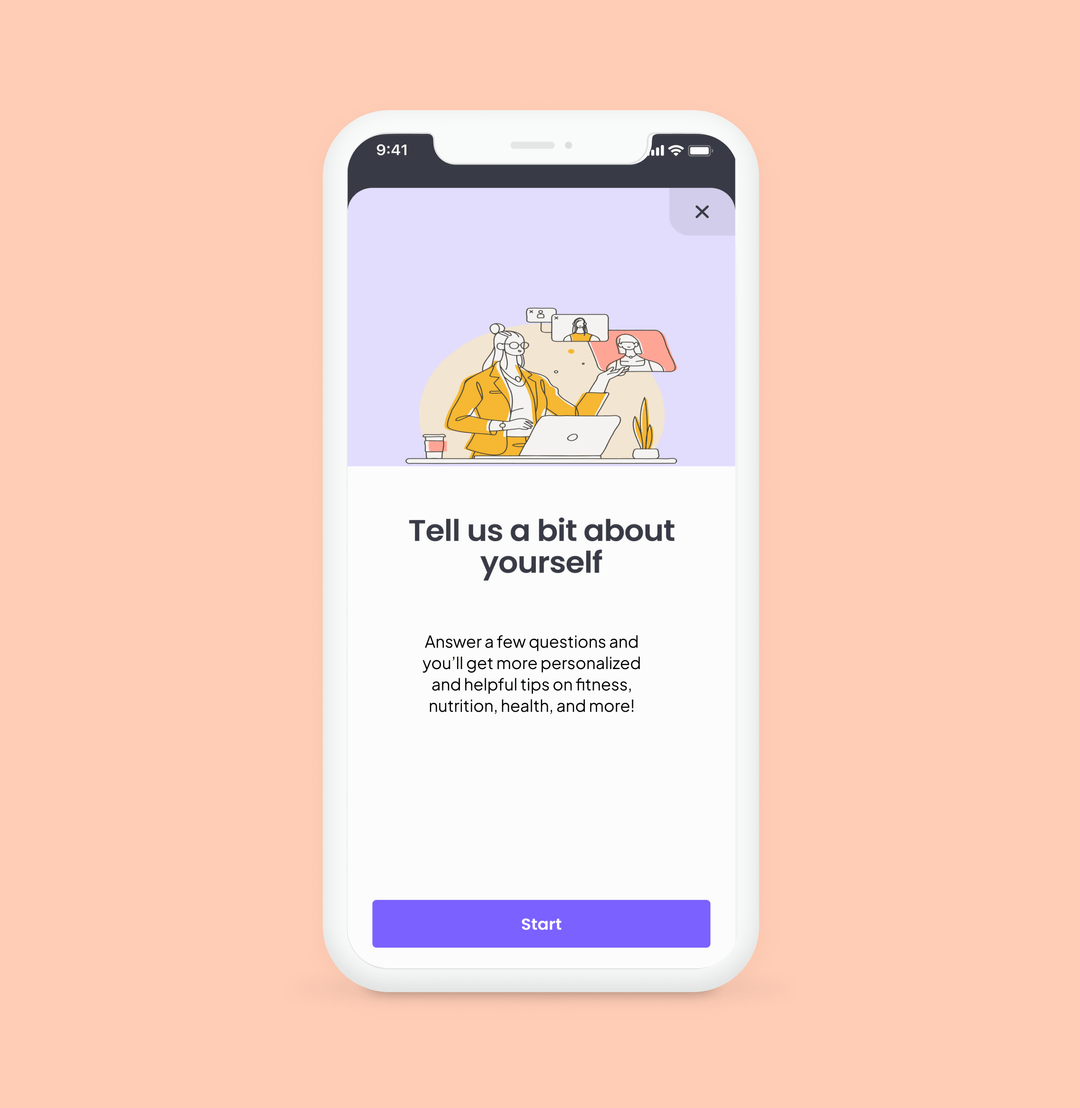 9:41
Tell us a bit about
yourself
Answer a few questions and
you’ll get more personalized
and helpful tips on fitness,
nutrition, health, and more!
Start